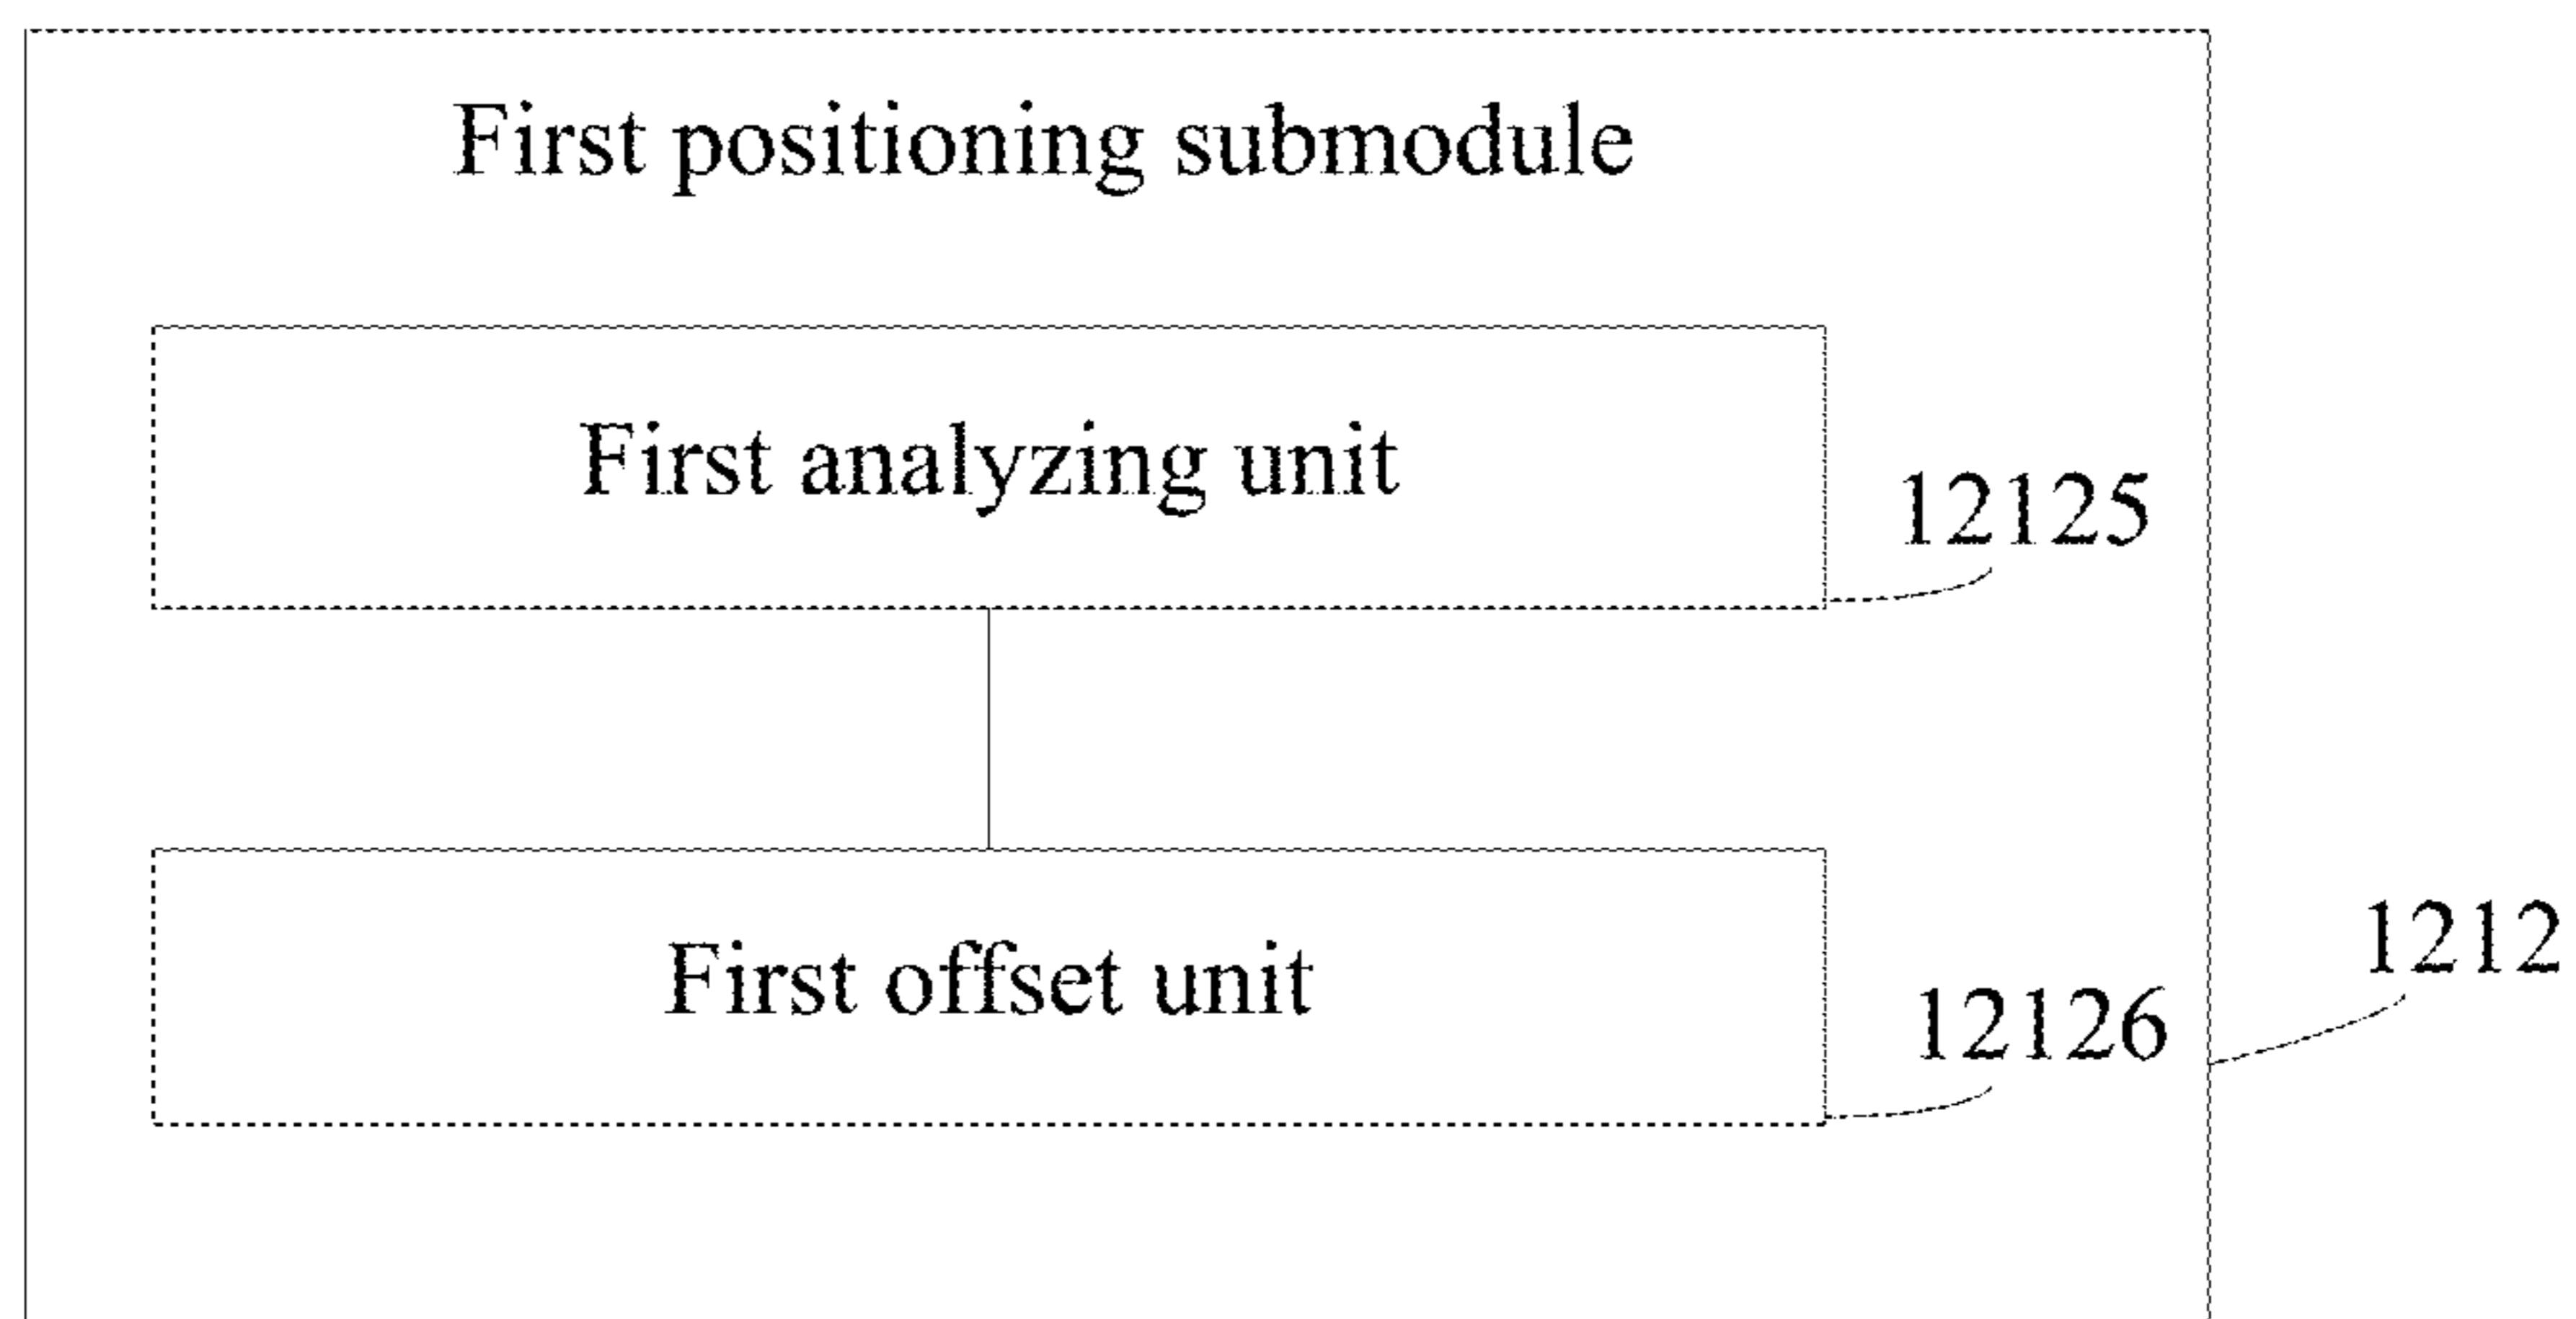 First positioning submodule
First analyzing unit
12125
First offset unit
12126
1212